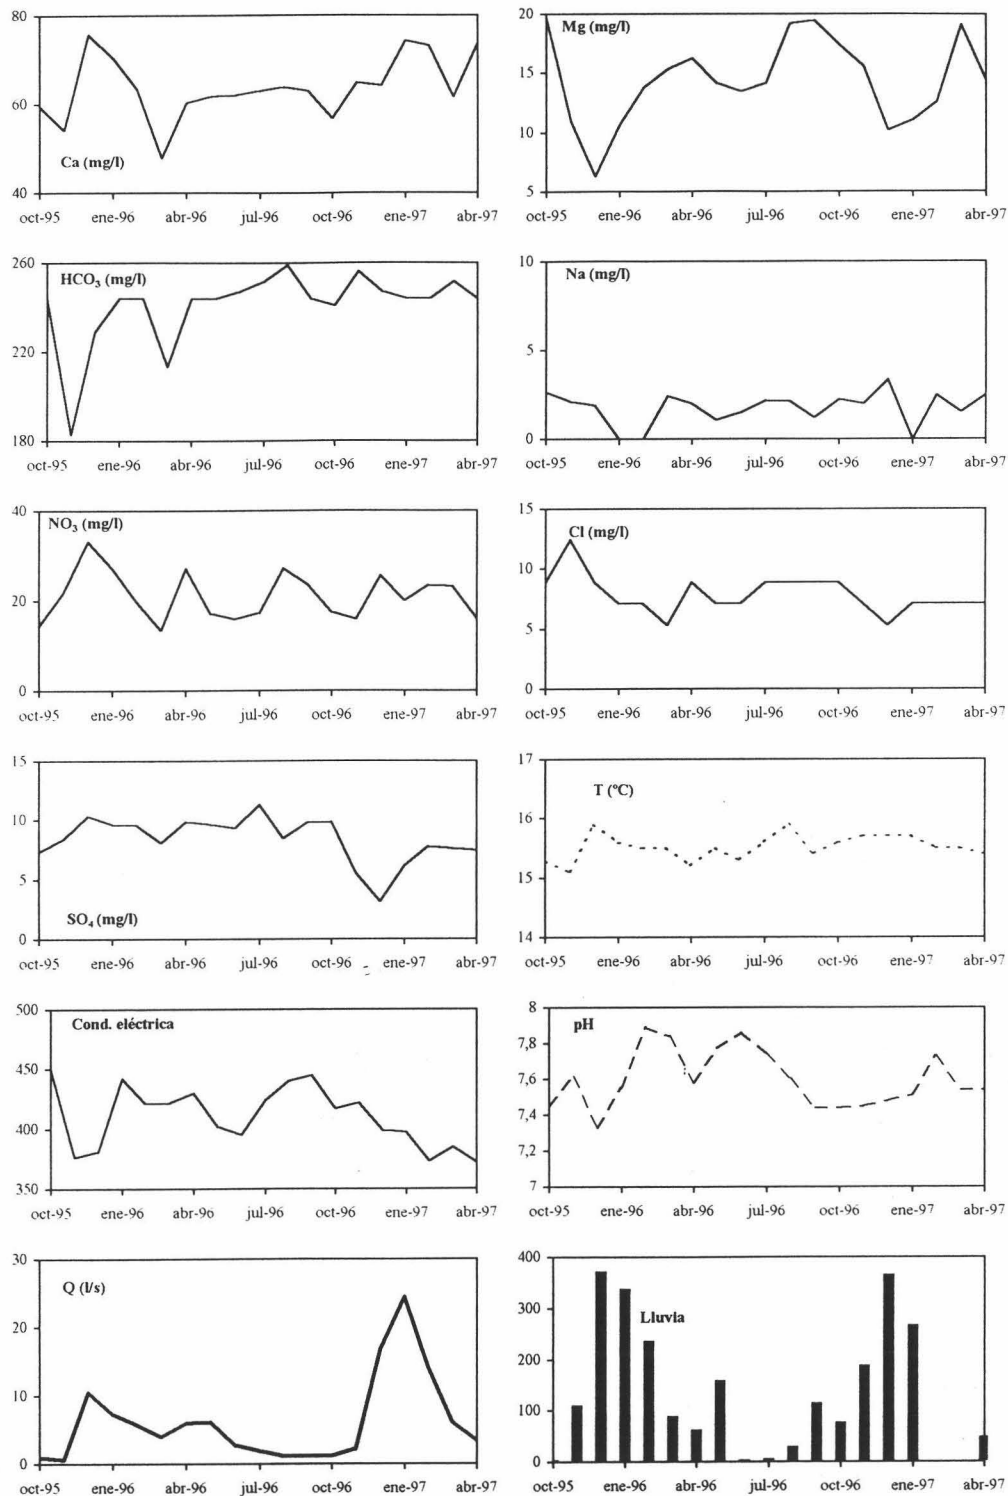 80
60
40
Ca (mg/l)
oct-95 ene-96 abr-96 jul-96 oct-96 ene-97 abr-97
20
15
10
5
Mg (mg/l)
oct-95 ene-96 abr-96 jul-96 oct-96 ene-97 abr-97
260
220
180
HCO₃ (mg/l)
oct-95 ene-96 abr-96 jul-96 oct-96 ene-97 abr-97
10
5
0
Na (mg/l)
oct-95 ene-96 abr-96 jul-96 oct-96 ene-97 abr-97
40
20
0
NO₃ (mg/l)
oct-95 ene-96 abr-96 jul-96 oct-96 ene-97 abr-97
15
10
5
0
Cl (mg/l)
oct-95 ene-96 abr-96 jul-96 oct-96 ene-97 abr-97
15
10
5
0
SO₄ (mg/l)
oct-95 ene-96 abr-96 jul-96 oct-96 ene-97 abr-97
17
16
15
14
T (ºC)
oct-95 ene-96 abr-96 jul-96 oct-96 ene-97 abr-97
500
450
400
350
Cond. eléctrica
oct-95 ene-96 abr-96 jul-96 oct-96 ene-97 abr-97
8
7,8
7,6
7,4
7,2
7
pH
oct-95 ene-96 abr-96 jul-96 oct-96 ene-97 abr-97
30
20
10
0
Q (l/s)
oct-95 ene-96 abr-96 jul-96 oct-96 ene-97 abr-97
400
300
200
100
0
Lluvia
oct-95 ene-96 abr-96 jul-96 oct-96 ene-97 abr-97